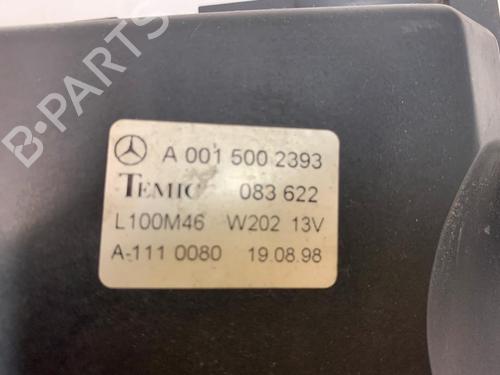 B-PARTS
A 001 500 2393
TEMIC 083 622
L100M46 W202 13V
A-111 0080 19.08.98